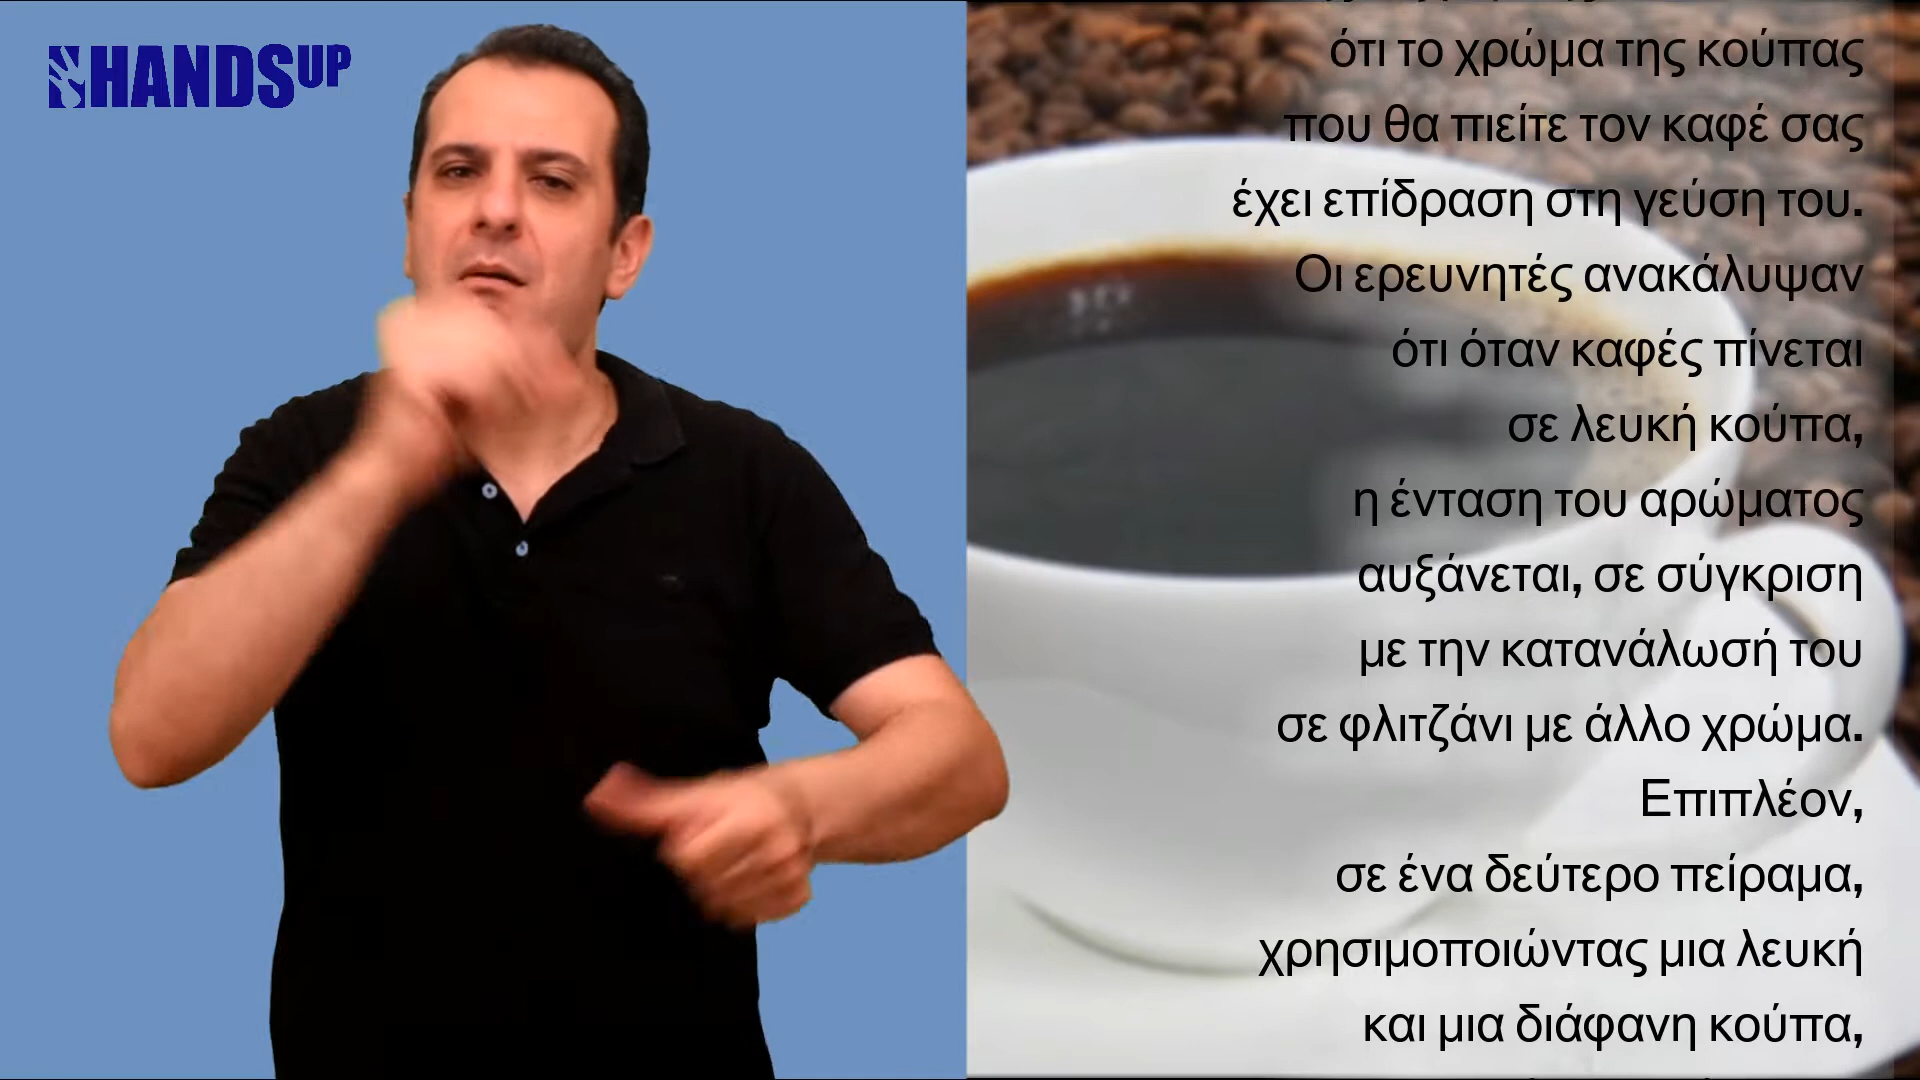 HANDSUP
ότι το χρώμα της κούπας
που θα πιείτε τον καφέ σας
έχει επίδραση στη γεύση του.
Οι ερευνητές ανακάλυψαν
ότι όταν καφές πίνεται
σε λευκή κούπα,
η ένταση του αρώματος
αυξάνεται, σε σύγκριση
με την κατανάλωσή του
σε φλιτζάνι με άλλο χρώμα.
Επιπλέον,
σε ένα δεύτερο πείραμα,
χρησιμοποιώντας μια λευκή
και μια διάφανη κούπα,